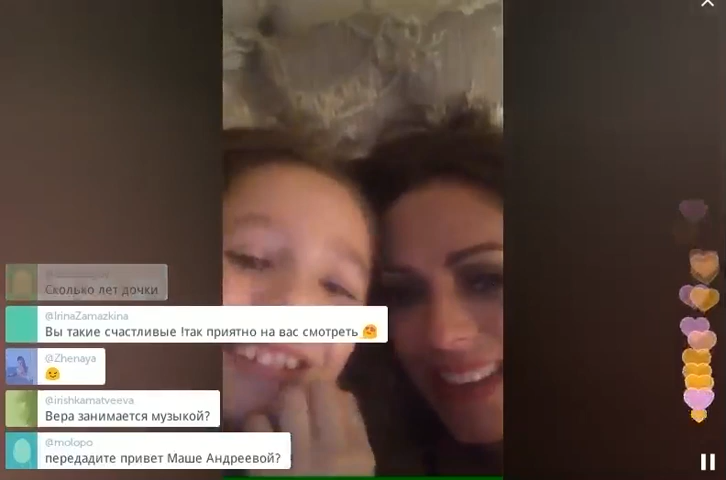 Сколько лет дочки
@IrinaZamazkina
Вы такие счастливые !так приятно на вас смотреть 😍
@Zhenaya
😉
@irishkamatveeva
Вера занимается музыкой?
@molopo
передадите привет Маше Андреевой?